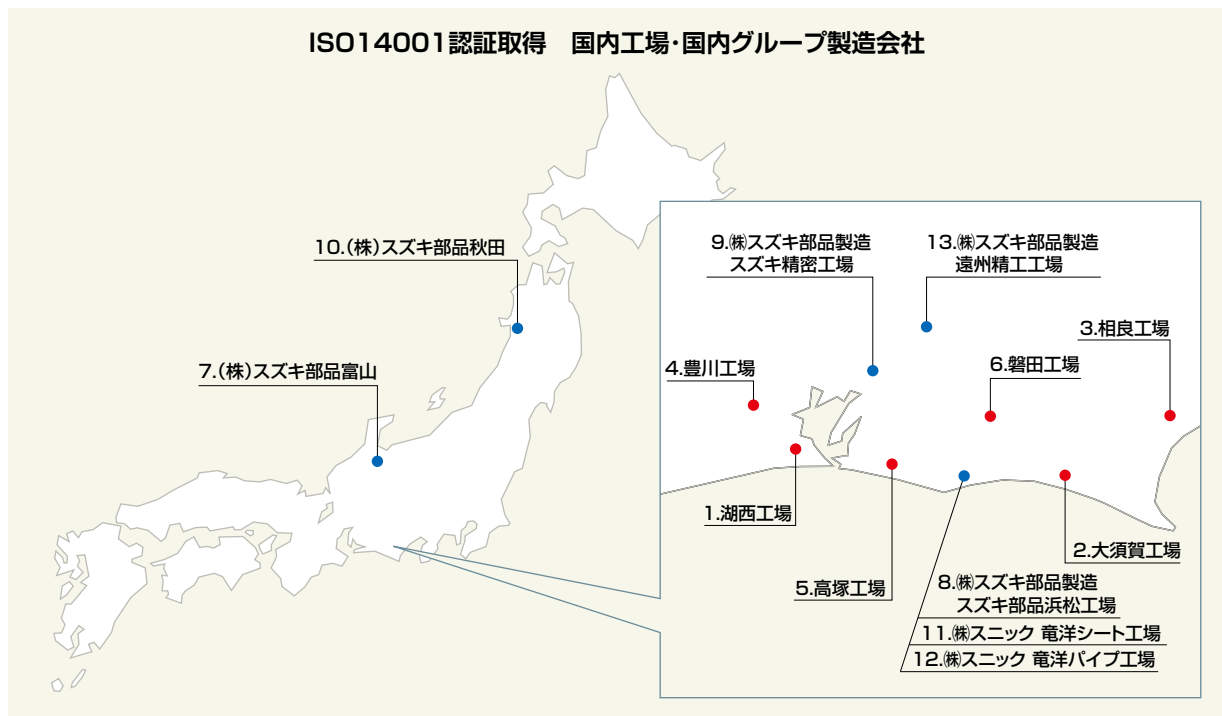 ISO14001認証取得　国内工場・国内グループ製造会社
10.(株)スズキ部品秋田
7.(株)スズキ部品富山
9.㈱スズキ部品製造
スズキ精密工場
13.㈱スズキ部品製造
遠州精工工場
3.相良工場
4.豊川工場
6.磐田工場
1.湖西工場
2.大須賀工場
5.高塚工場
8.㈱スズキ部品製造
スズキ部品浜松工場
11.㈱スニック 竜洋シート工場
12.㈱スニック 竜洋パイプ工場